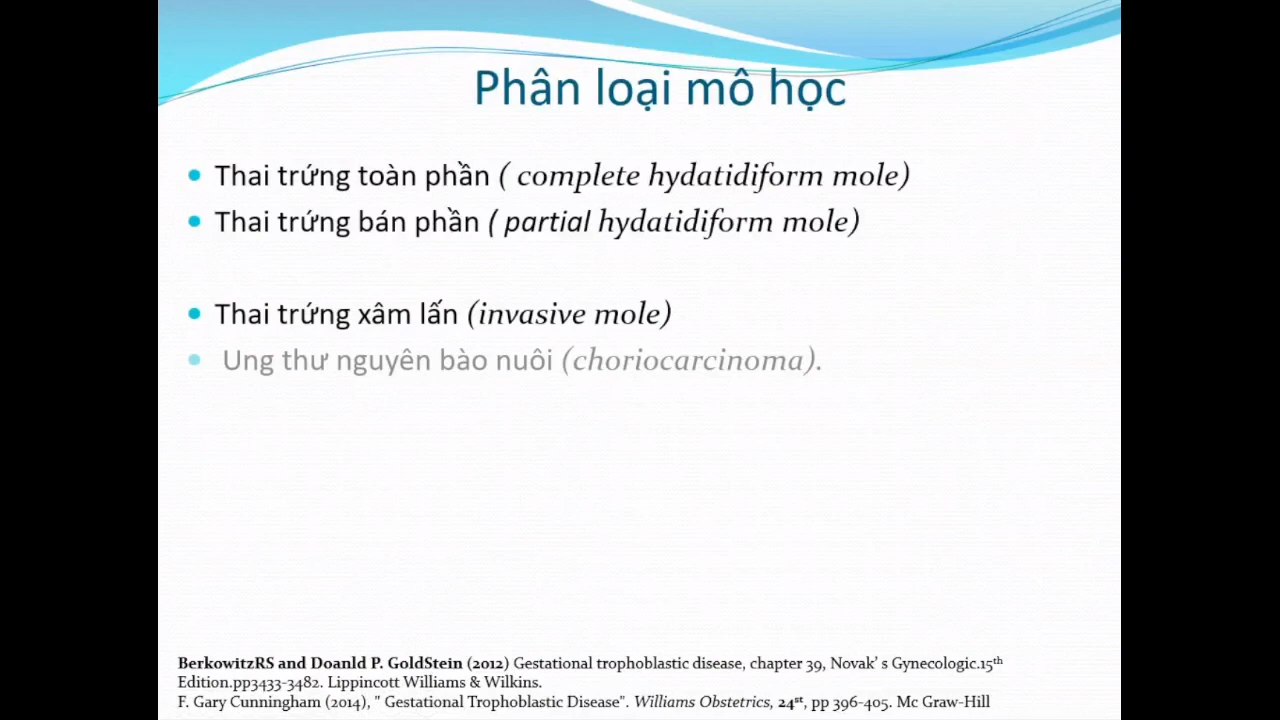 Phân loại mô học
Thai trứng toàn phần ( complete hydatidiform mole)
Thai trứng bán phần ( partial hydatidiform mole)
Thai trứng xâm lấn (invasive mole)
Ung thư nguyên bào nuôi (choriocarcinoma).
BerkowitzRS and Doanld P. GoldStein (2012) Gestational trophoblastic disease, chapter 39, Novak' s Gynecologic.15th
Edition.pp3433-3482. Lippincott Williams & Wilkins.
F. Gary Cunningham (2014), " Gestational Trophoblastic Disease". Williams Obstetrics, 24st, pp 396-405. Mc Graw-Hill